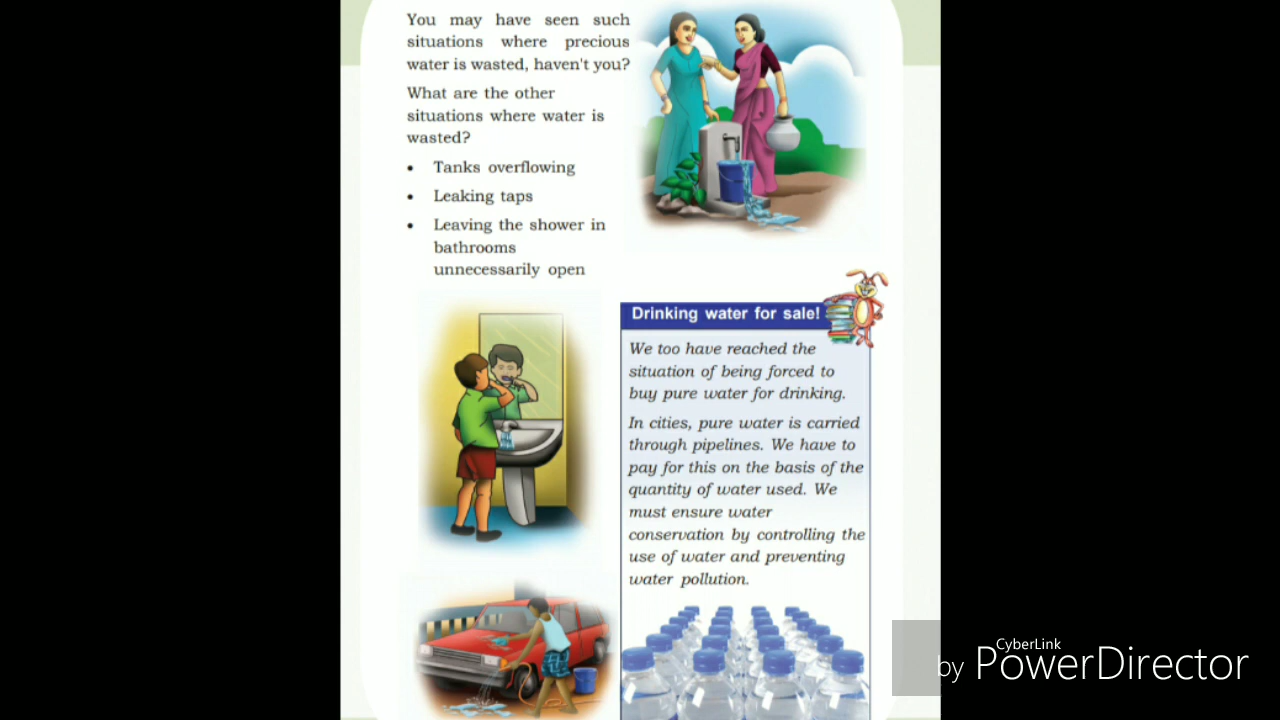 You may have seen such
situations where precious
water is wasted, haven't you?
What are the other
situations where water is
wasted?
• Tanks overflowing
• Leaking taps
• Leaving the shower in
bathrooms
unnecessarily open
Drinking water for sale!
We too have reached the
situation of being forced to
buy pure water for drinking.
In cities, pure water is carried
through pipelines. We have to
pay for this on the basis of the
quantity of water used. We
must ensure water
conservation by controlling the
use of water and preventing
water pollution.
CyberLink
by PowerDirector